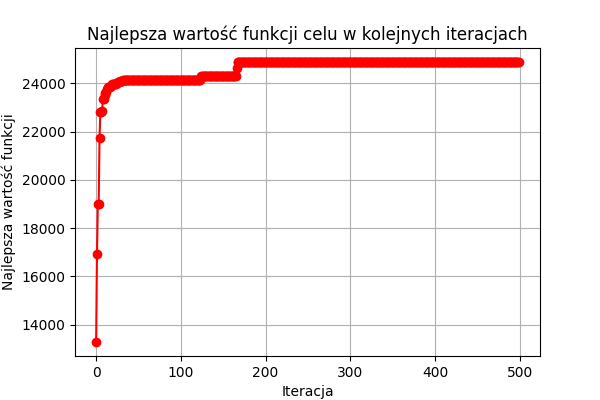 Najlepsza wartość funkcji celu w kolejnych iteracjach
Najlepsza wartość funkcji
24000
22000
20000
18000
16000
14000
0 100 200 300 400 500
Iteracja